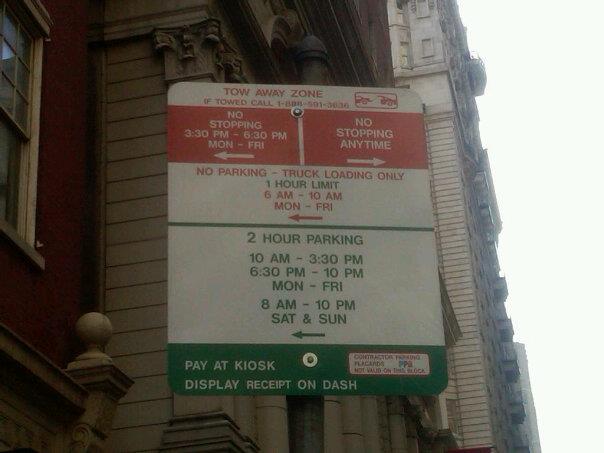 TOW AWAY ZONE
IF TOWED CALL 1-888-591-3636
NO
STOPPING
3:30 PM - 6:30 PM
MON - FRI
NO
STOPPING
ANYTIME
NO PARKING - TRUCK LOADING ONLY
1 HOUR LIMIT
6 AM - 10 AM
MON - FRI
2 HOUR PARKING
10 AM - 3:30 PM
6:30 PM - 10 PM
MON - FRI
8 AM - 10 PM
SAT & SUN
PAY AT KIOSK
DISPLAY RECEIPT ON DASH
CONTRACTOR PARKING
PLACARDS PPA
NOT VALID ON THIS BLOCK